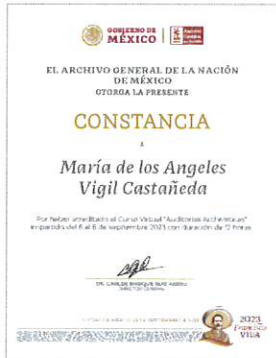 GOBIERNO DE
MÉXICO
EL ARCHIVO GENERAL DE LA NACIÓN
DE MÉXICO
OTORGA LA PRESENTE
CONSTANCIA
A
María de los Angeles
Vigil Castañeda
Por haber acreditado el Curso Virtual "Auditorías Archivísticas"
impartido del 6 al 8 de septiembre 2023 con duración de 12 horas
DIRECTOR GENERAL
2023
Francisco
VILLA